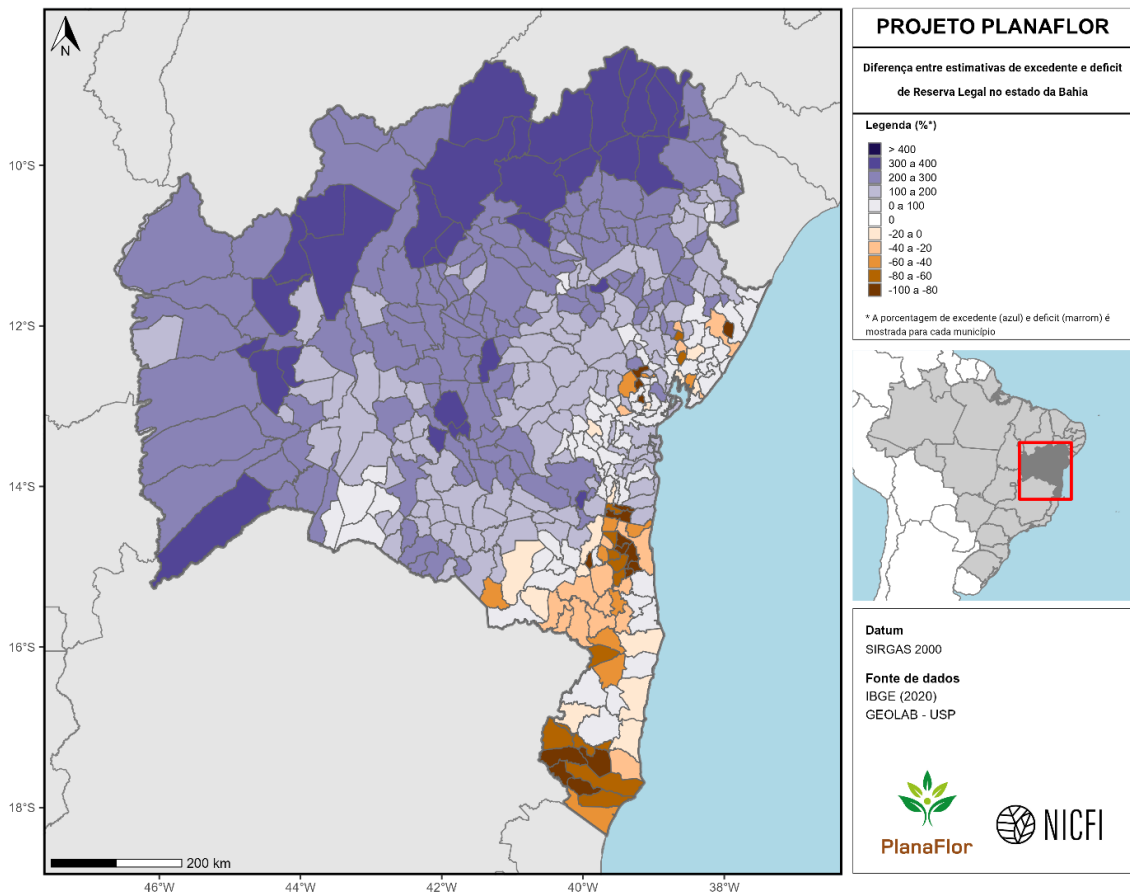 N
10°S
12°S
14°S
16°S
18°S
46°W
44°W
42°W
40°W
38°W
200 km
PROJETO PLANAFLOR
Diferença entre estimativas de excedente e deficit
de Reserva Legal no estado da Bahia
Legenda (%*)
> 400
300 a 400
200 a 300
100 a 200
0 a 100
0
-20 a 0
-40 a -20
-60 a -40
-80 a -60
-100 a -80
* A porcentagem de excedente (azul) e deficit (marrom) é
mostrada para cada município
Datum
SIRGAS 2000
Fonte de dados
IBGE (2020)
GEOLAB - USP
PlanaFlor
NICFI